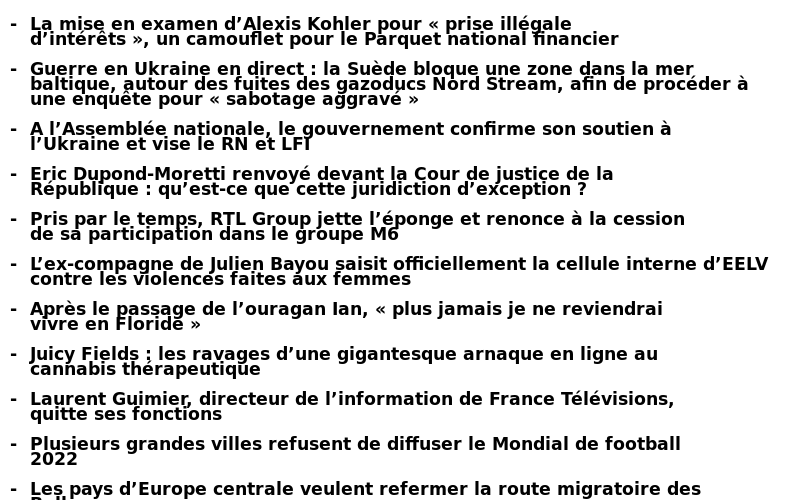 - La mise en examen d’Alexis Kohler pour « prise illégale
d’intérêts », un camouflet pour le Parquet national financier
- Guerre en Ukraine en direct : la Suède bloque une zone dans la mer
baltique, autour des fuites des gazoducs Nord Stream, afin de procéder à
une enquête pour « sabotage aggravé »
- A l’Assemblée nationale, le gouvernement confirme son soutien à
l’Ukraine et vise le RN et LFI
- Eric Dupond-Moretti renvoyé devant la Cour de justice de la
République : qu’est-ce que cette juridiction d’exception ?
- Pris par le temps, RTL Group jette l’éponge et renonce à la cession
de sa participation dans le groupe M6
- L’ex-compagne de Julien Bayou saisit officiellement la cellule interne d’EELV
contre les violences faites aux femmes
- Après le passage de l’ouragan Ian, « plus jamais je ne reviendrai
vivre en Floride »
- Juicy Fields : les ravages d’une gigantesque arnaque en ligne au
cannabis thérapeutique
- Laurent Guimier, directeur de l’information de France Télévisions,
quitte ses fonctions
- Plusieurs grandes villes refusent de diffuser le Mondial de football
2022
- Les pays d’Europe centrale veulent refermer la route migratoire des